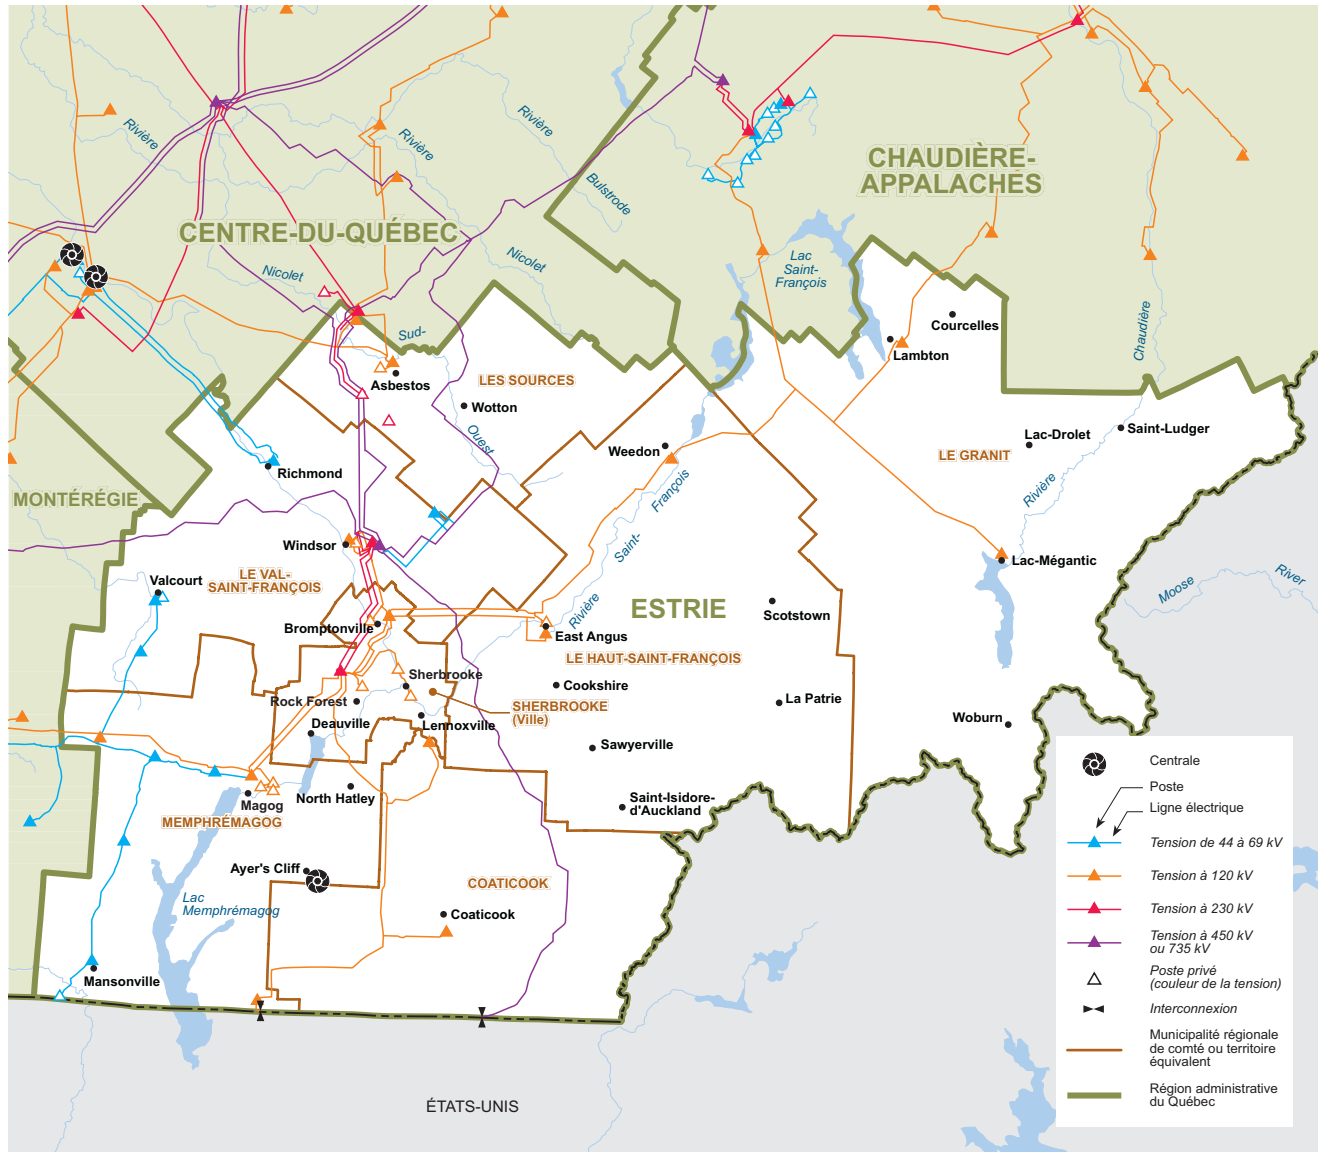 Rivière
Rivière
Rivière
Bulstrode
CHAUDIÈRE-
APPALACHES
CENTRE-DU-QUÉBEC
Nicolet
Nicolet
Lac
Saint-
François
Chaudière
Sud-
Courcelles
Lambton
Asbestos
LES SOURCES
Wotton
Ouest
Weedon
Lac-Drolet
Saint-Ludger
LE GRANIT
Richmond
MONTÉRÉGIE
François
Rivière
Saint-
Windsor
Lac-Mégantic
LE VAL-
SAINT-FRANÇOIS
Valcourt
Moose
River
Rivière
ESTRIE
Scotstown
Bromptonville
East Angus
LE HAUT-SAINT-FRANÇOIS
Sherbrooke
Cookshire
Rock Forest
SHERBROOKE
(Ville)
La Patrie
Deauville
Lennoxville
Woburn
Sawyerville
North Hatley
Magog
Saint-Isidore-
d'Auckland
MEMPHRÉMAGOG
Ayer's Cliff
COATICOOK
Lac
Memphrémagog
Coaticook
Mansonville
ÉTATS-UNIS
Centrale
Poste
Ligne électrique
Tension de 44 à 69 kV
Tension à 120 kV
Tension à 230 kV
Tension à 450 kV
ou 735 kV
Poste privé
(couleur de la tension)
Interconnexion
Municipalité régionale
de comté ou territoire
équivalent
Région administrative
du Québec